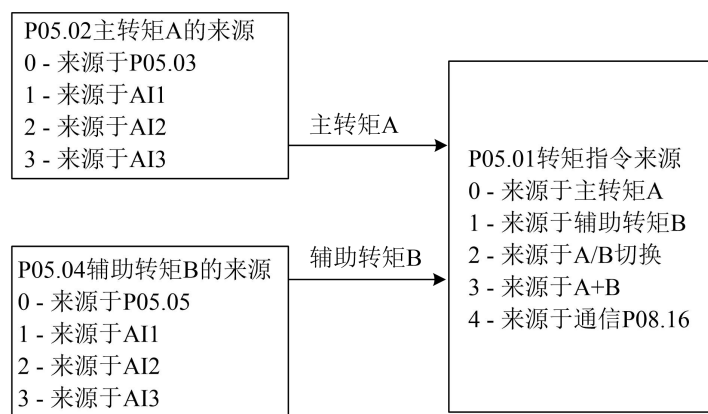 P05.02主转矩A的来源
0 - 来源于P05.03
1 - 来源于AI1
2 - 来源于AI2
3 - 来源于AI3
主转矩A
P05.04辅助转矩B的来源
0 - 来源于P05.05
1 - 来源于AI1
2 - 来源于AI2
3 - 来源于AI3
辅助转矩B
P05.01转矩指令来源
0 - 来源于主转矩A
1 - 来源于辅助转矩B
2 - 来源于A/B切换
3 - 来源于A+B
4 - 来源于通信P08.16